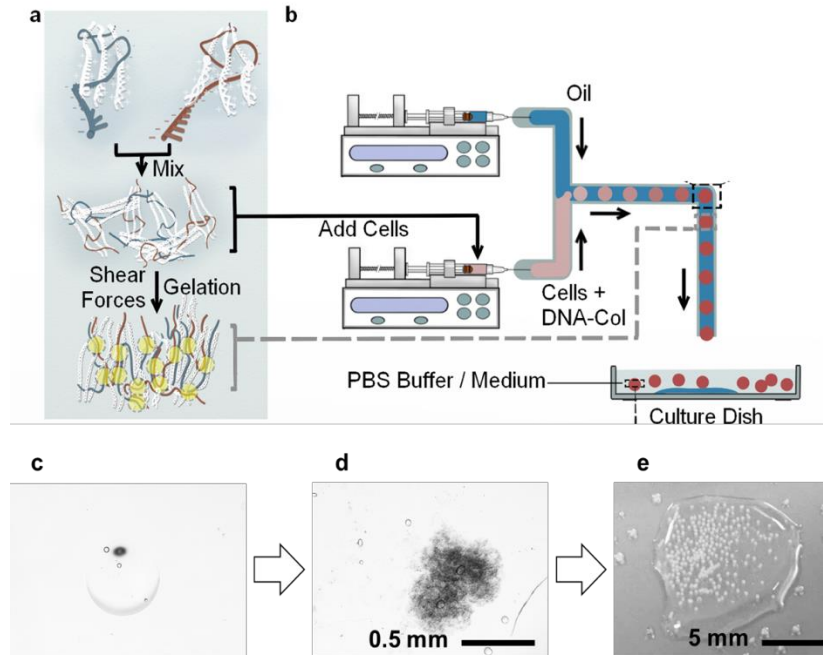 a
b
Oil
Mix
Add Cells
Shear
Forces
Gelation
Cells +
DNA-Col
PBS Buffer / Medium
Culture Dish
c
d
e
0.5 mm
5 mm